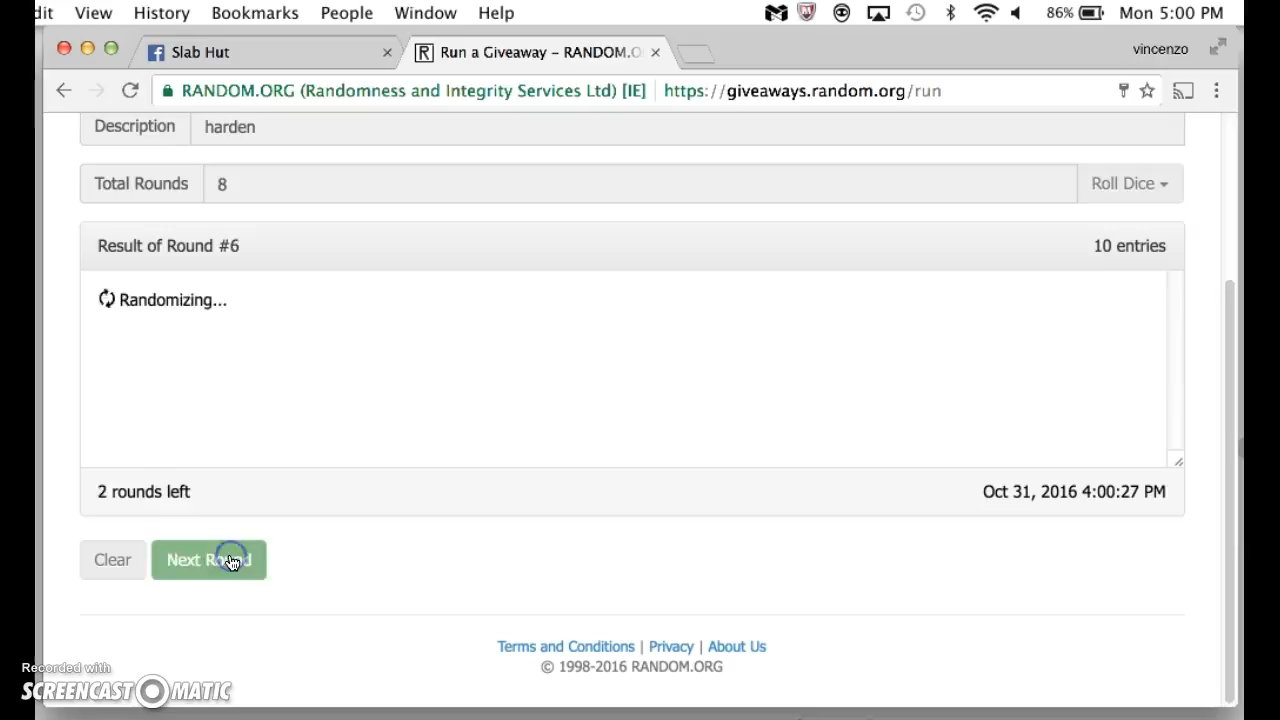 dit View History Bookmarks People Window Help 86% Mon 5:00 PM
Slab Hut
Run a Giveaway – RANDOM.O
vincenzo
RANDOM.ORG (Randomness and Integrity Services Ltd) [IE] https://giveaways.random.org/run
Description harden
Total Rounds 8 Roll Dice
Result of Round #6 10 entries
Randomizing...
2 rounds left Oct 31, 2016 4:00:27 PM
Clear Next Round
Terms and Conditions | Privacy | About Us
© 1998-2016 RANDOM.ORG
Recorded with
SCREENCAST O MATIC